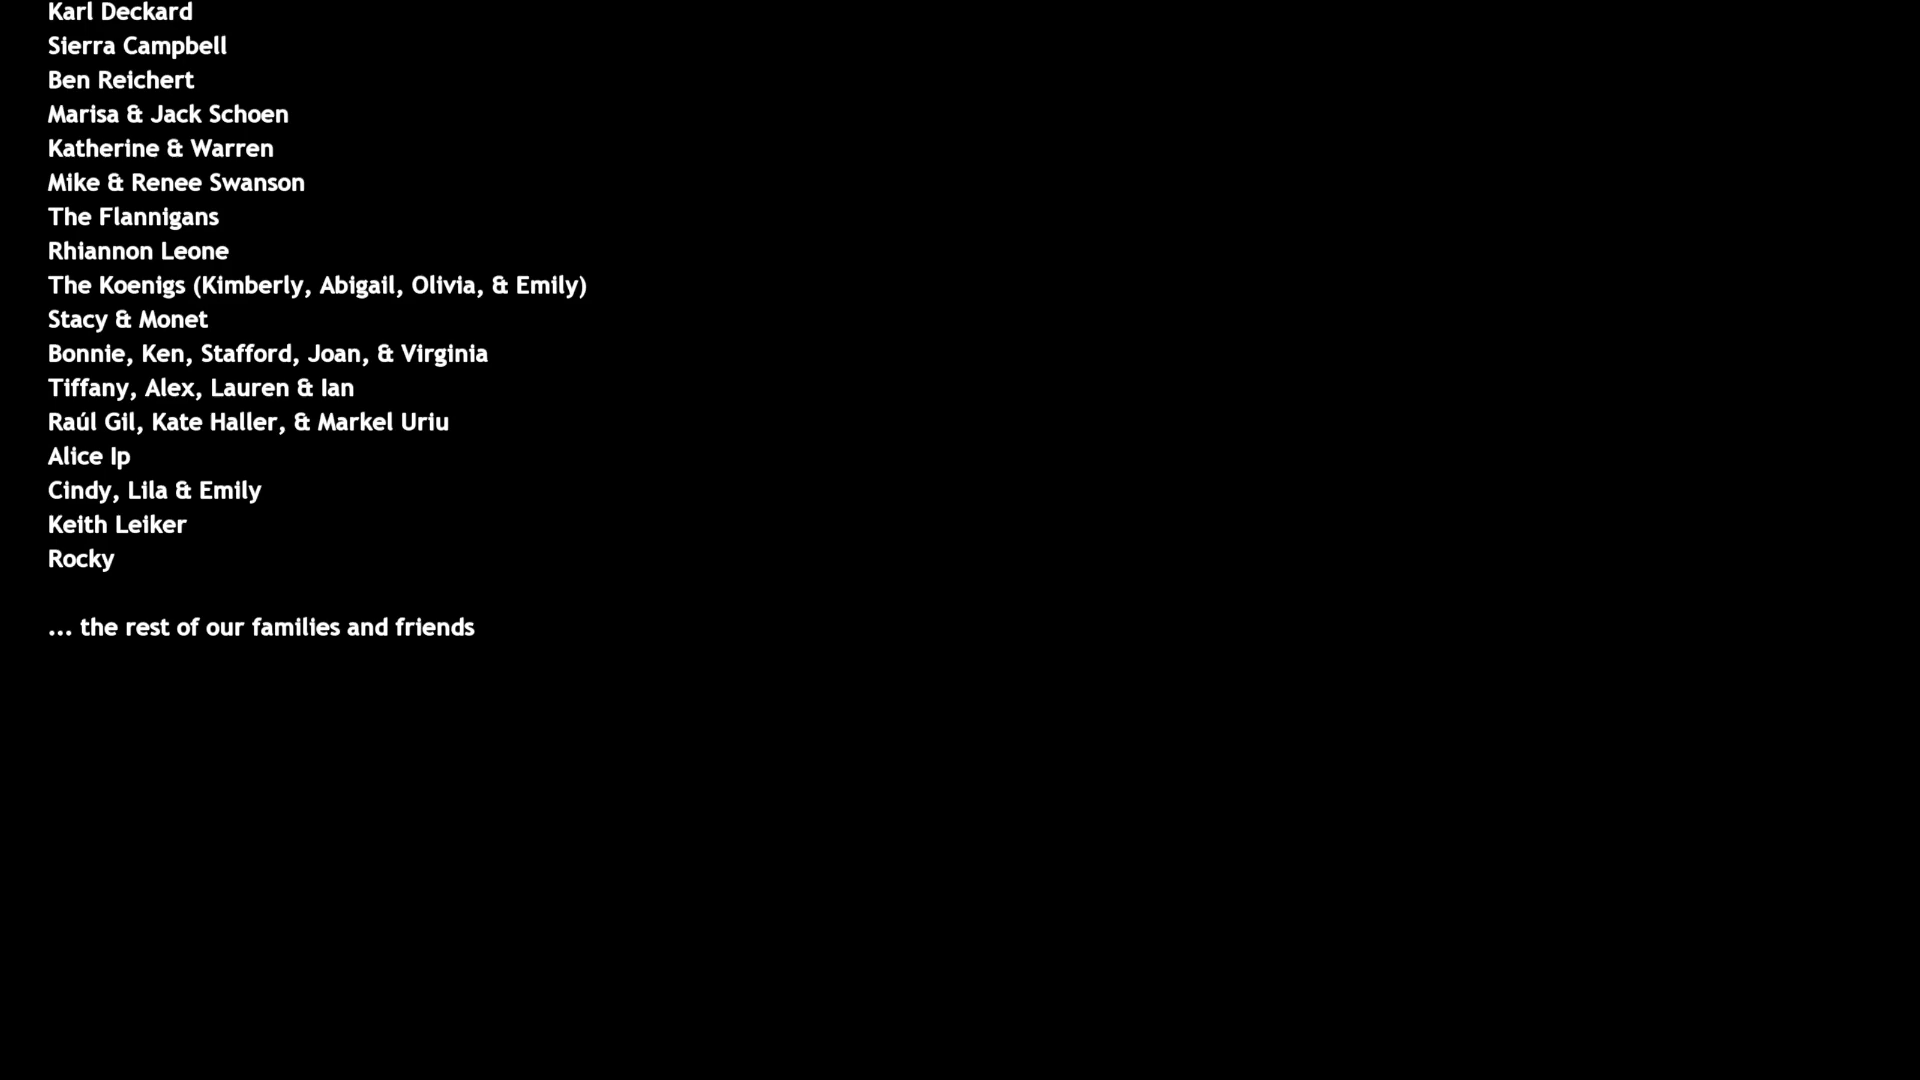 Karl Deckard
Sierra Campbell
Ben Reichert
Marisa & Jack Schoen
Katherine & Warren
Mike & Renee Swanson
The Flannigans
Rhiannon Leone
The Koenigs (Kimberly, Abigail, Olivia, & Emily)
Stacy & Monet
Bonnie, Ken, Stafford, Joan, & Virginia
Tiffany, Alex, Lauren & Ian
Raúl Gil, Kate Haller, & Markel Uriu
Alice Ip
Cindy, Lila & Emily
Keith Leiker
Rocky
... the rest of our families and friends